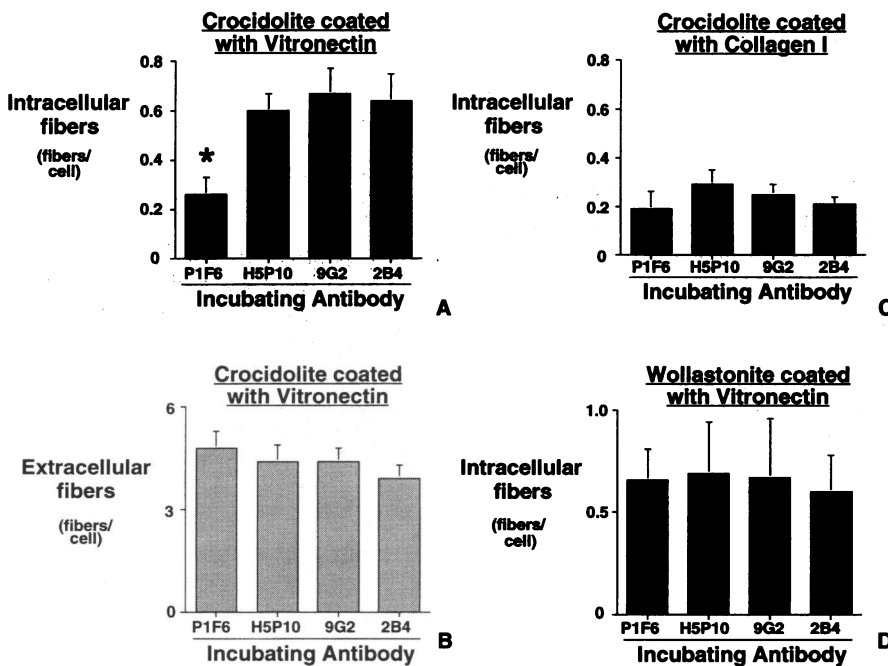 Crocidolite coated
with Vitronectin
0.8
0.6
0.4
0.2
0
Intracellular
fibers
(fibers/
cell)
*
P1F6 H5P10 9G2 2B4
Incubating Antibody
A
Crocidolite coated
with Collagen I
0.8
0.6
0.4
0.2
0
Intracellular
fibers
(fibers/
cell)
P1F6 H5P10 9G2 2B4
Incubating Antibody
C
Crocidolite coated
with Vitronectin
6
3
0
Extracellular
fibers
(fibers/
cell)
P1F6 H5P10 9G2 2B4
Incubating Antibody
B
Wollastonite coated
with Vitronectin
1.0
0.5
0
Intracellular
fibers
(fibers/
cell)
P1F6 H5P10 9G2 2B4
Incubating Antibody
D